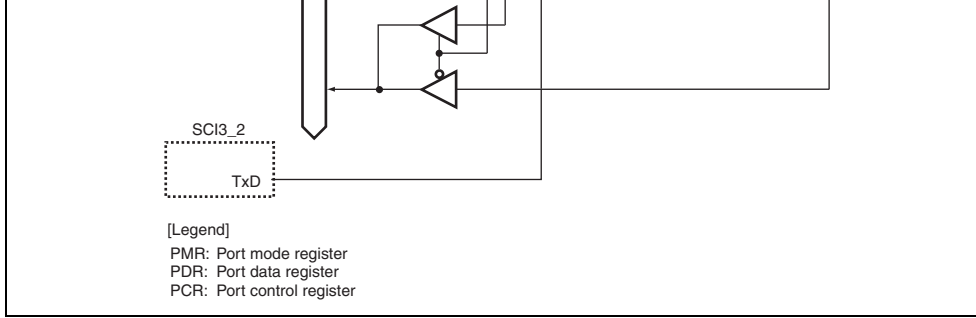 SCI3_2
TxD
[Legend]
PMR: Port mode register
PDR: Port data register
PCR: Port control register